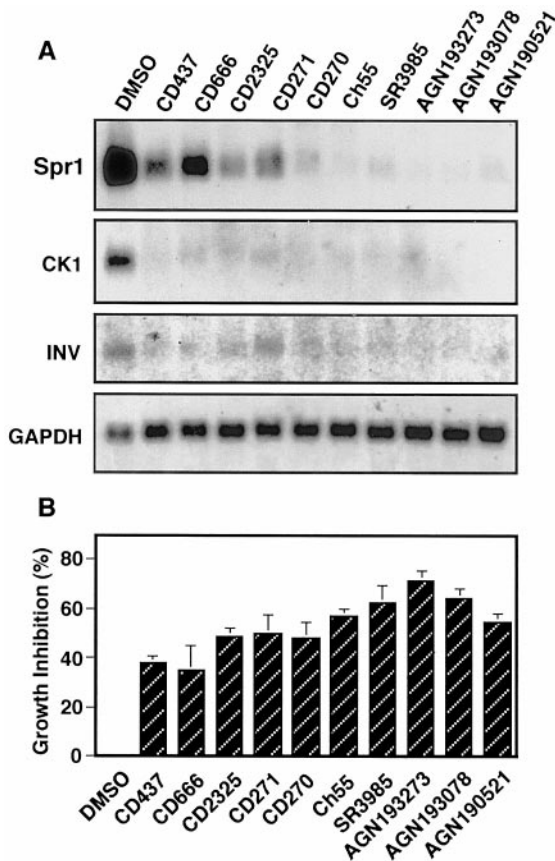 A
DMSO
CD437
CD666
CD2325
CD271
CD270
Ch55
SR3985
AGN193273
AGN193078
AGN190521
Spr1
CK1
INV
GAPDH
B
Growth Inhibition (%)
80
60
40
20
0
DMSO
CD437
CD666
CD2325
CD271
CD270
Ch55
SR3985
AGN193273
AGN193078
AGN190521